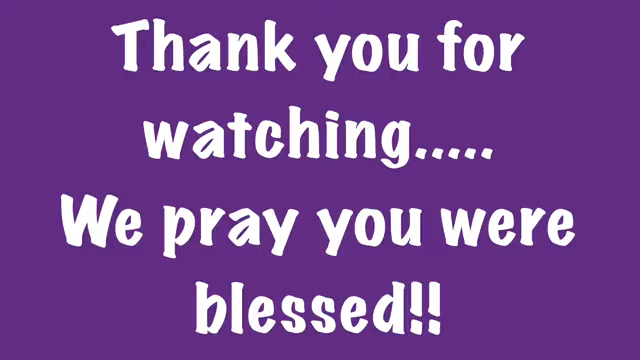 Thank you for
watching.....
We pray you were
blessed!!